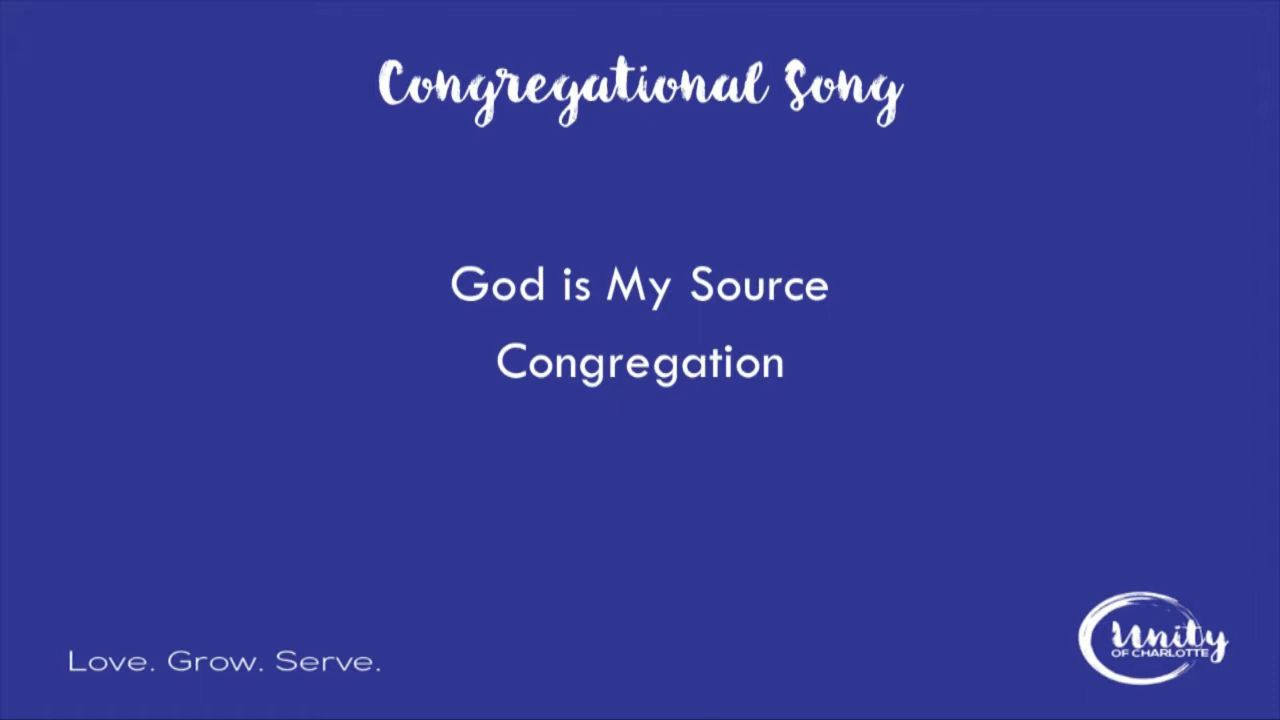 Congregational Song
God is My Source
Congregation
Love. Grow. Serve.
Unity
OF CHARLOTTE